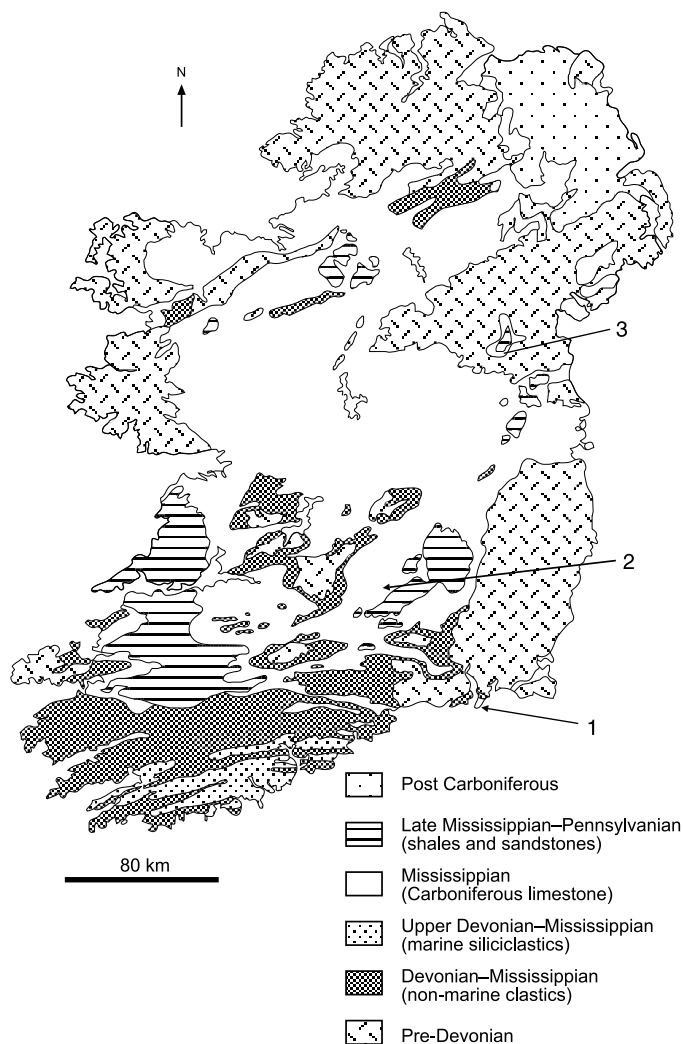 N
3
2
1
Post Carboniferous
Late Mississippian–Pennsylvanian
(shales and sandstones)
80 km
Mississippian
(Carboniferous limestone)
Upper Devonian–Mississippian
(marine siliciclastics)
Devonian–Mississippian
(non-marine clastics)
Pre-Devonian